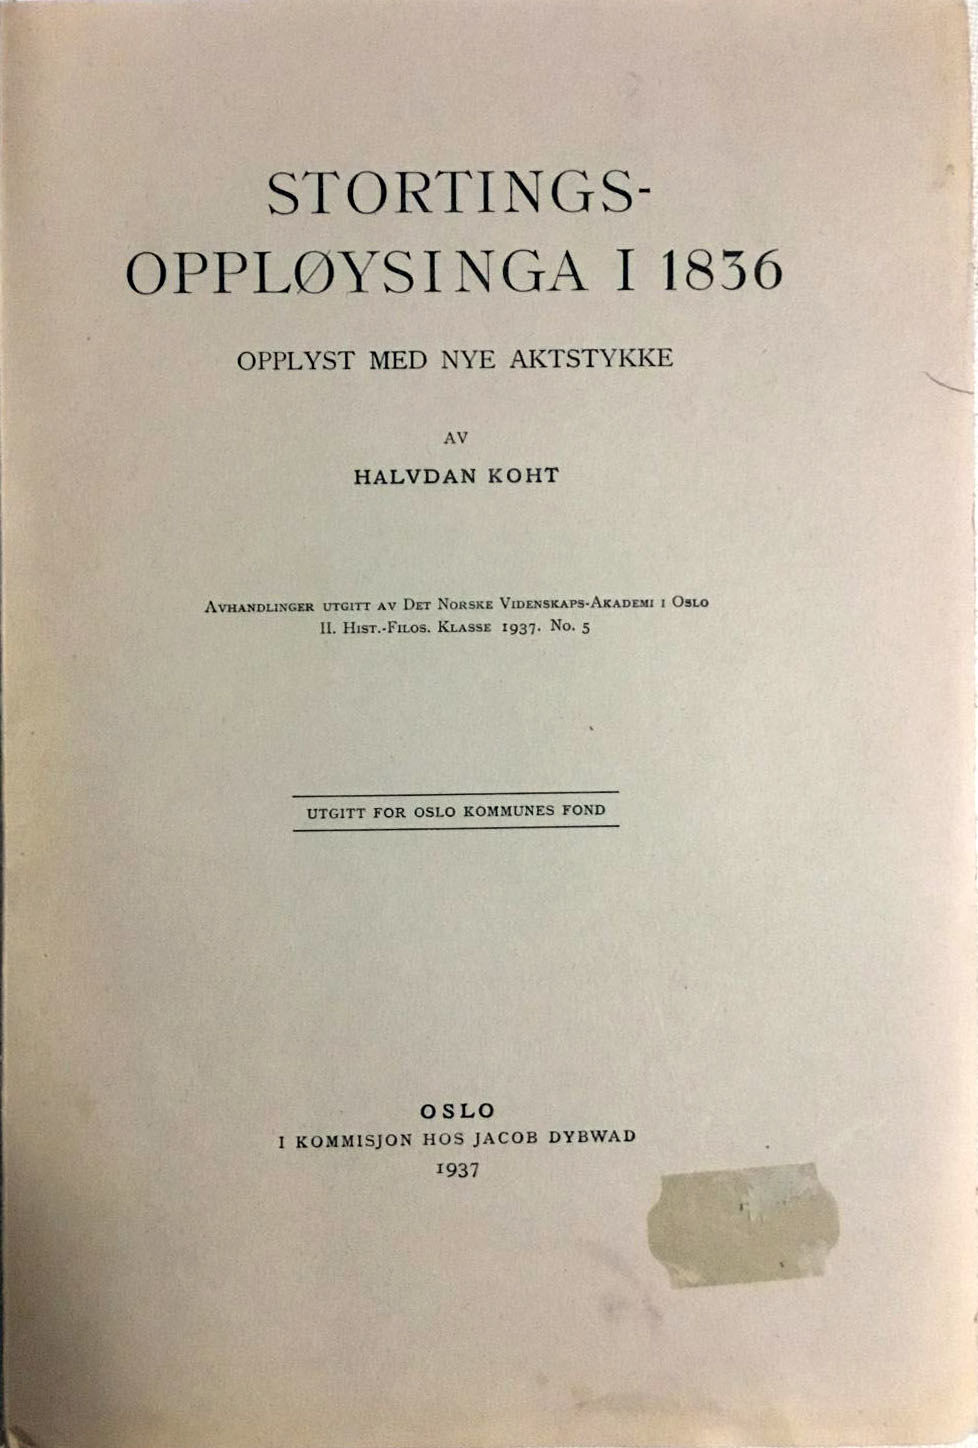 STORTINGS-
OPPLØYSINGA I 1836
OPPLYST MED NYE AKTSTYKKE
AV
HALVDAN KOHT
AVHANDLINGER UTGITT AV DET NORSKE VIDENSKAPS-AKADEMI I OSLO
II. HIST.-FILOS. KLASSE 1937. NO. 5
UTGITT FOR OSLO KOMMUNES FOND
OSLO
I KOMMISJON HOS JACOB DYBWAD
1937